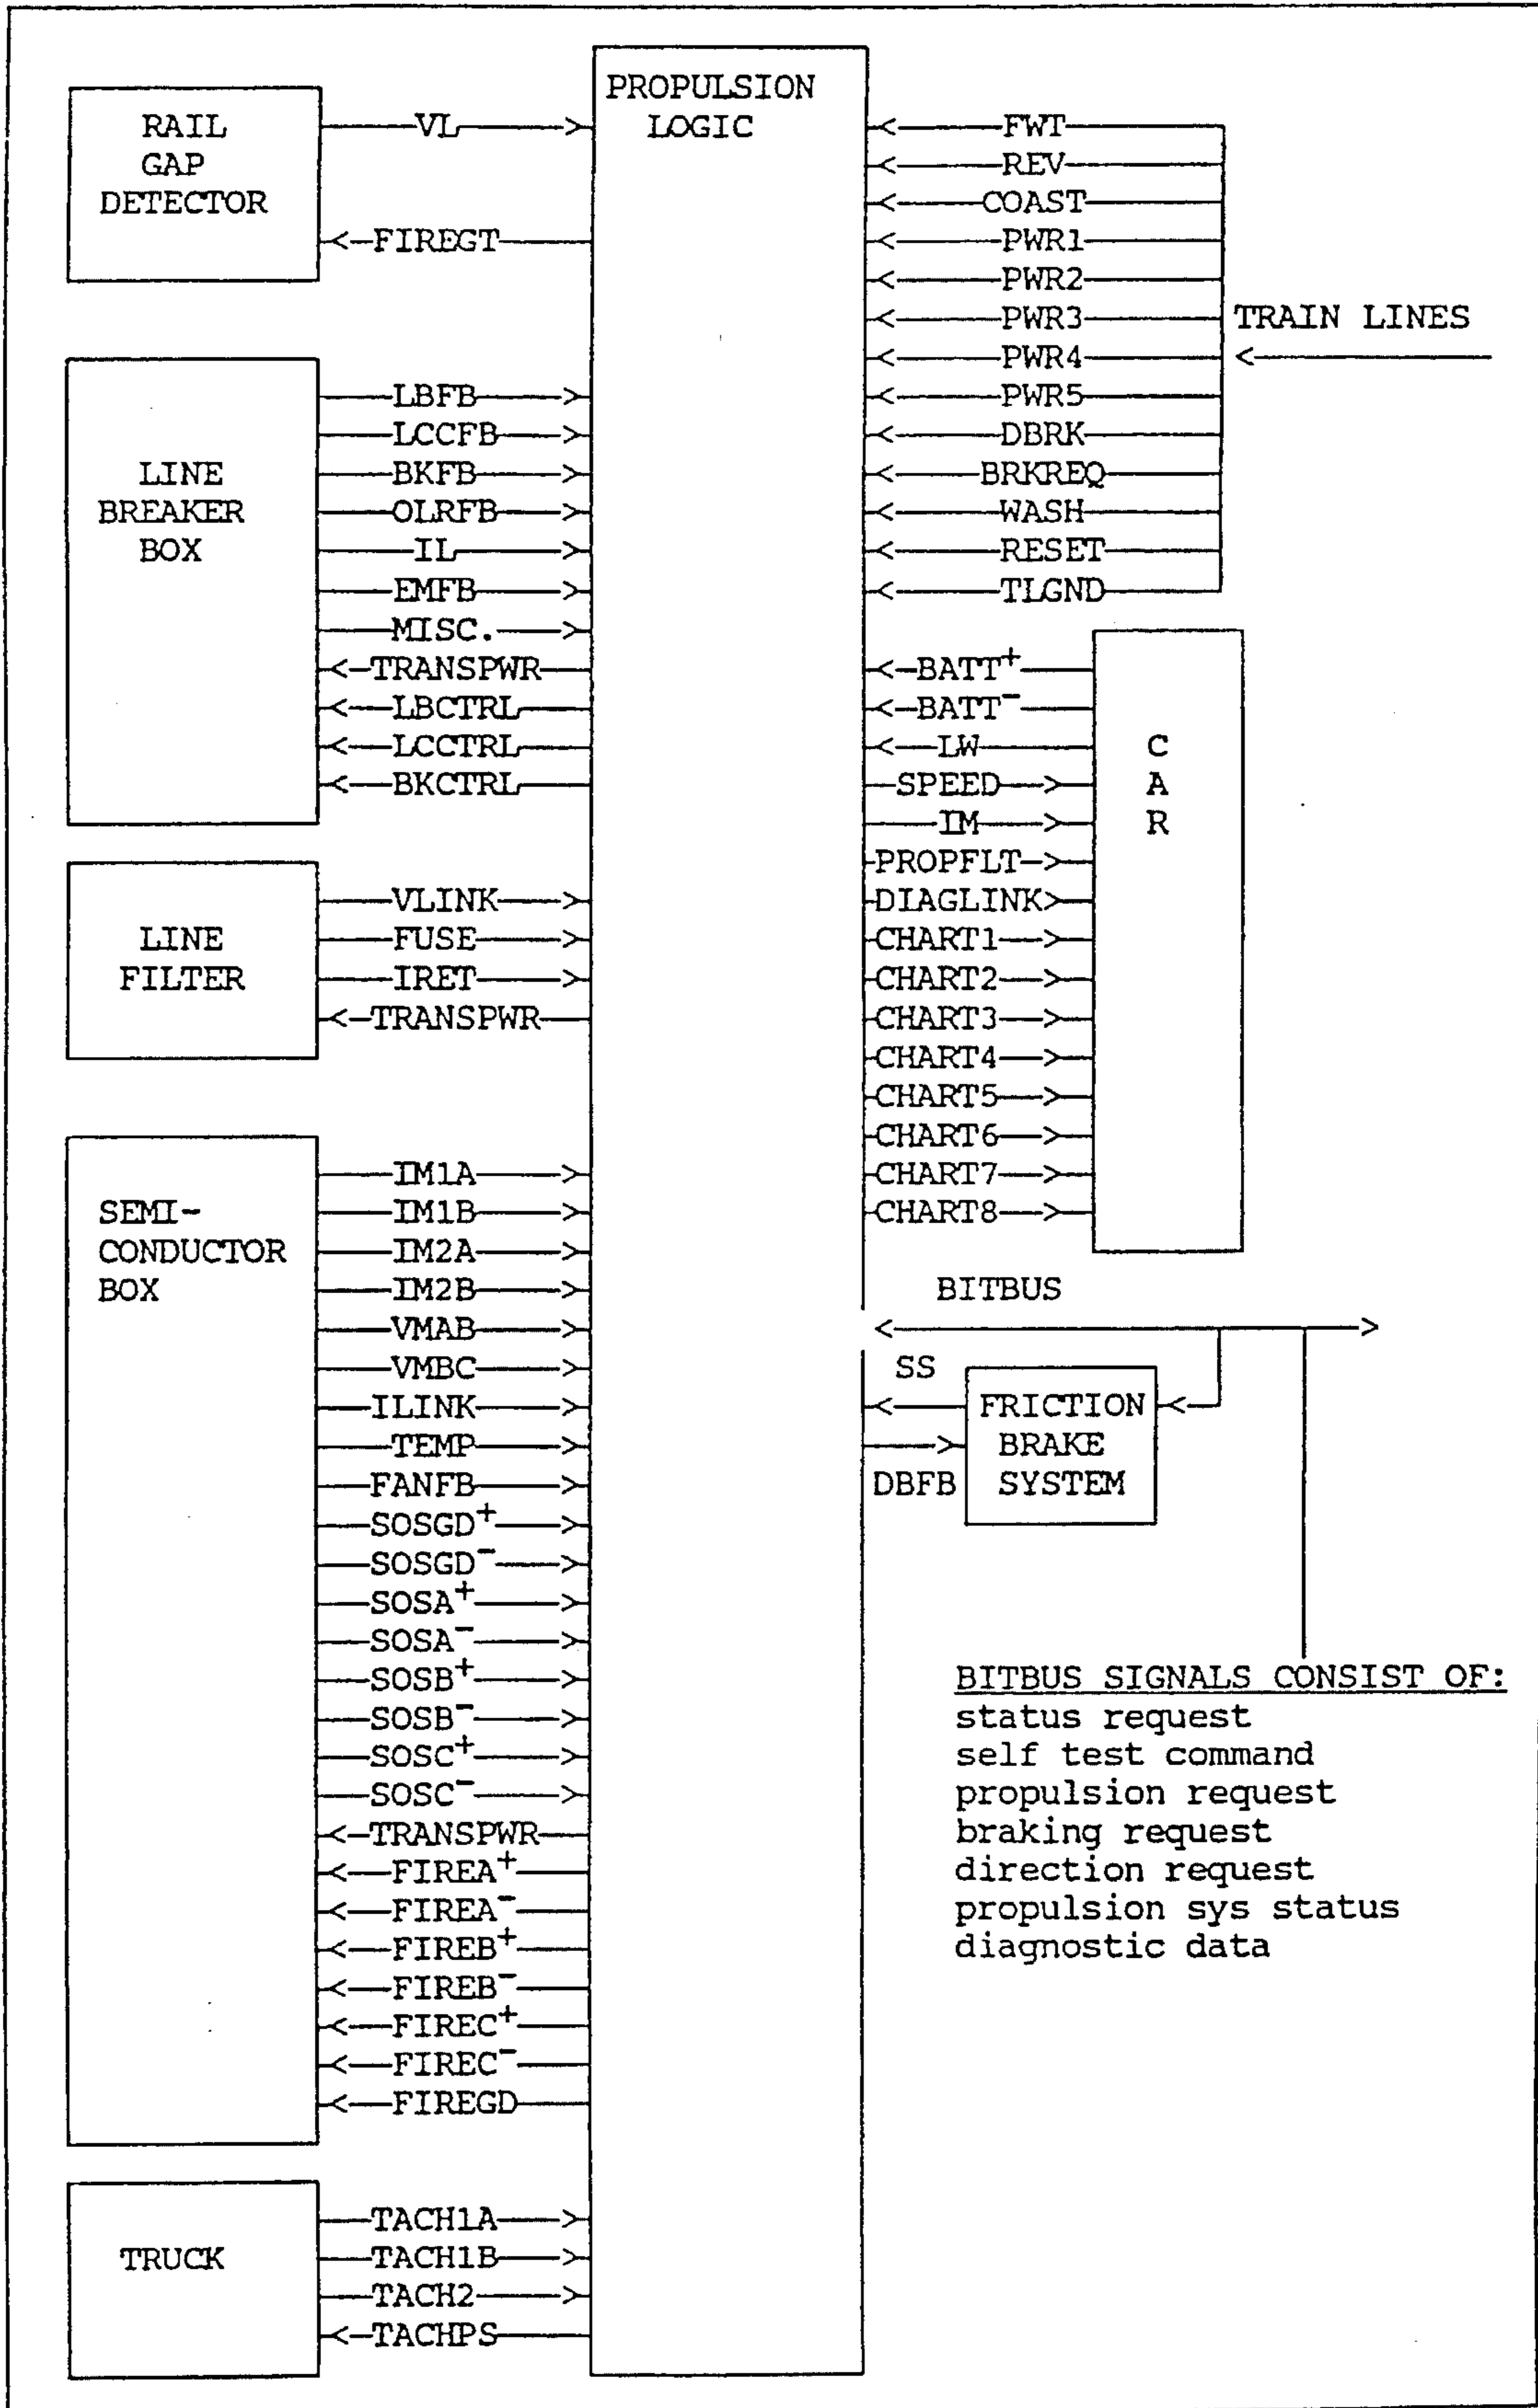 PROPULSION
LOGIC
RAIL
GAP
DETECTOR
VL
FIREGT
LINE
BREAKER
BOX
LBFB
LCCFB
BKFB
OLRFB
IL
EMFB
MISC.
TRANSPWR
LBCTRL
LCCTRL
BKCTRL
LINE
FILTER
VLINK
FUSE
IRET
TRANSPWR
SEMI-
CONDUCTOR
BOX
IM1A
IM1B
IM2A
IM2B
VMAB
VMBC
ILINK
TEMP
FANFB
SOSGD+
SOSGD-
SOSA+
SOSA-
SOSB+
SOSB-
SOSC+
SOSC-
TRANSPWR
FIREA+
FIREA-
FIREB+
FIREB-
FIREC+
FIREC-
FIREGD
TRUCK
TACH1A
TACH1B
TACH2
TACHPS
FWT
REV
COAST
PWR1
PWR2
PWR3
PWR4
PWR5
DBRK
BRKREQ
WASH
RESET
TLGND
TRAIN LINES
BATT+
BATT-
LW
SPEED
IM
PROPFLT
DIAGLINK
CHART1
CHART2
CHART3
CHART4
CHART5
CHART6
CHART7
CHART8
C
A
R
BITBUS
SS
DBFB
FRICTION
BRAKE
SYSTEM
BITBUS SIGNALS CONSIST OF:
status request
self test command
propulsion request
braking request
direction request
propulsion sys status
diagnostic data